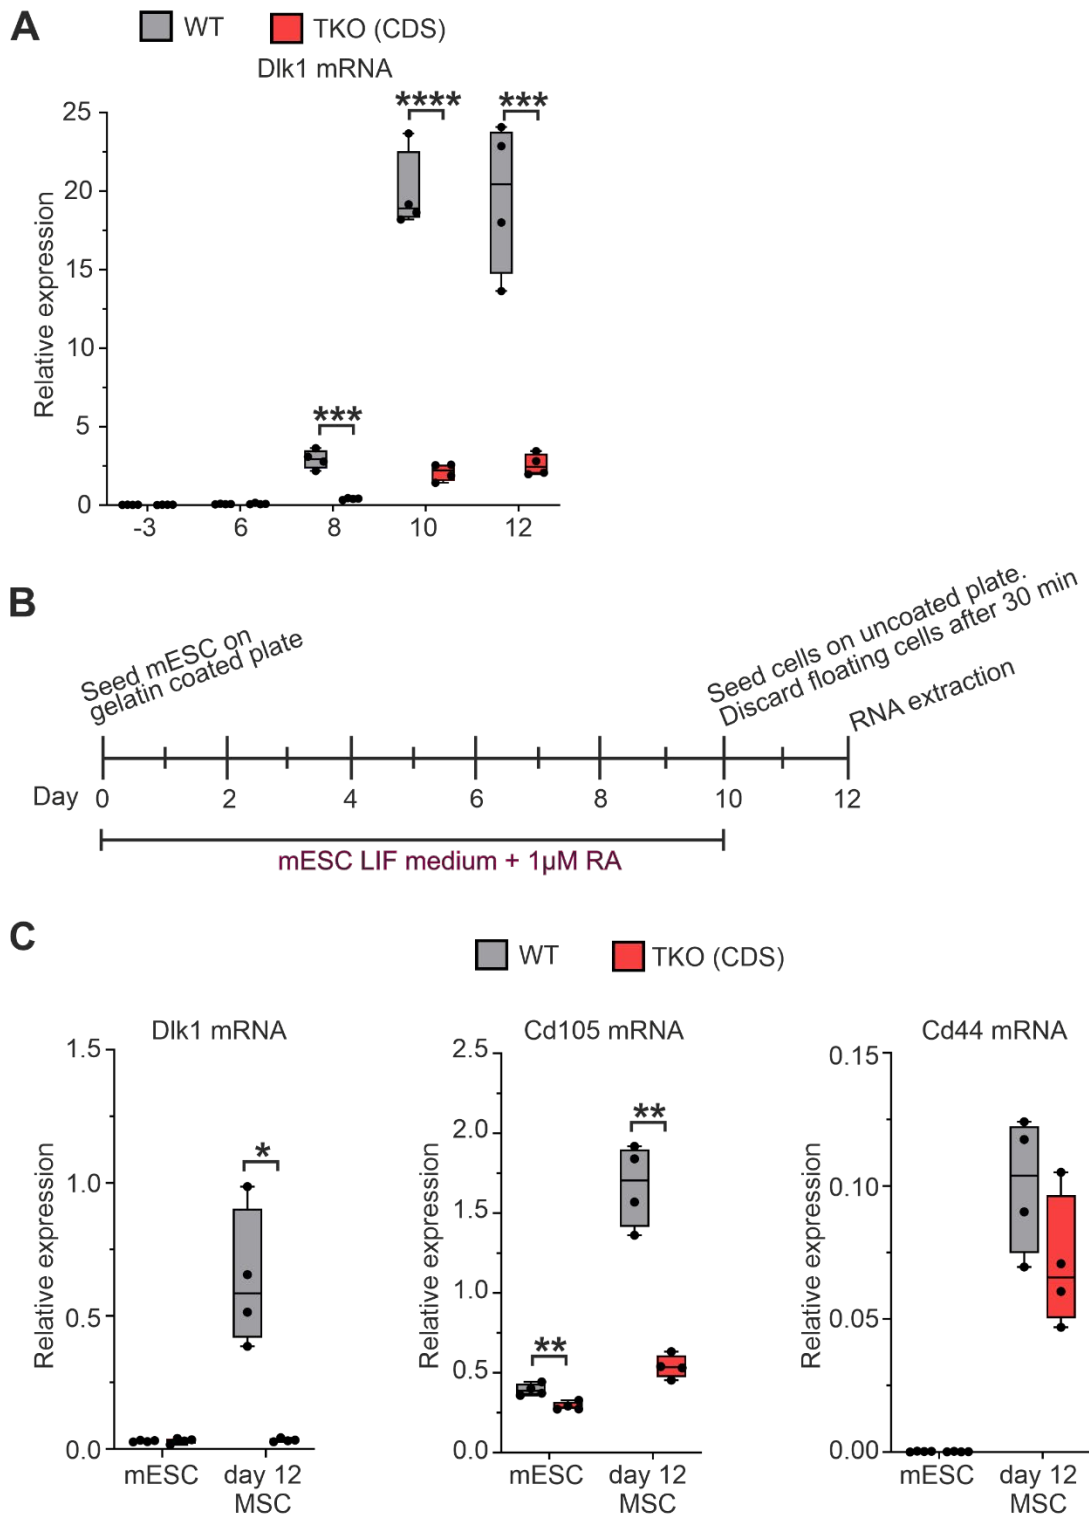 A
WT
TKO (CDS)
Dlk1 mRNA
****
***
25
20
15
10
5
0
***
Relative expression
-3
6
8
10
12
B
Seed mESC on
gelatin coated plate
Seed cells on uncoated plate.
Discard floating cells after 30 min
RNA extraction
Day
0
2
4
6
8
10
12
mESC LIF medium + 1µM RA
C
WT
TKO (CDS)
Dlk1 mRNA
1.5
1.0
0.5
0.0
*
Relative expression
mESC
day 12
MSC
Cd105 mRNA
2.5
2.0
1.5
1.0
0.5
0.0
**
**
Relative expression
mESC
day 12
MSC
Cd44 mRNA
0.15
0.10
0.05
0.00
Relative expression
mESC
day 12
MSC